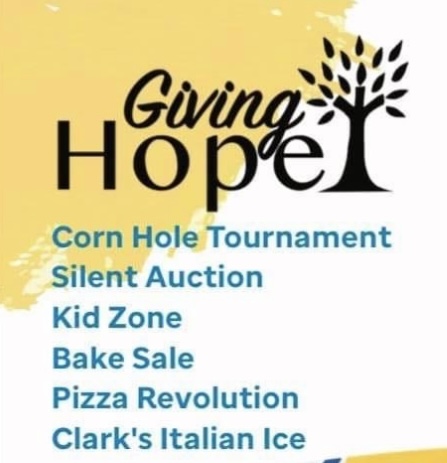 Giving
Hope
Corn Hole Tournament
Silent Auction
Kid Zone
Bake Sale
Pizza Revolution
Clark's Italian Ice